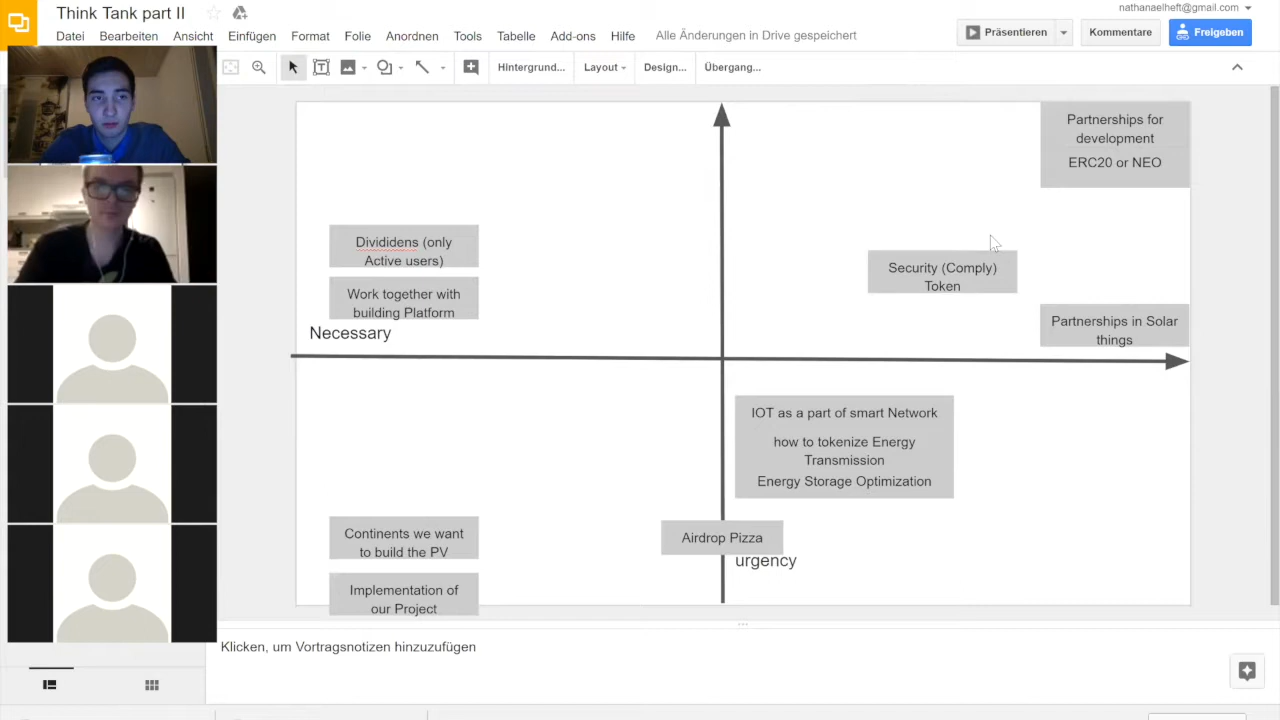 Think Tank part II
nathanaelheft@gmail.com
Datei Bearbeiten Ansicht Einfügen Format Folie Anordnen Tools Tabelle Add-ons Hilfe Alle Änderungen in Drive gespeichert
Präsentieren Kommentare Freigeben
Hintergrund... Layout Design... Übergang...
Partnerships for
development
ERC20 or NEO
Divididens (only
Active users)
Security (Comply)
Token
Work together with
building Platform
Partnerships in Solar
things
Necessary
IOT as a part of smart Network
how to tokenize Energy
Transmission
Energy Storage Optimization
Continents we want
to build the PV
Airdrop Pizza
urgency
Implementation of
our Project
Klicken, um Vortragsnotizen hinzuzufügen